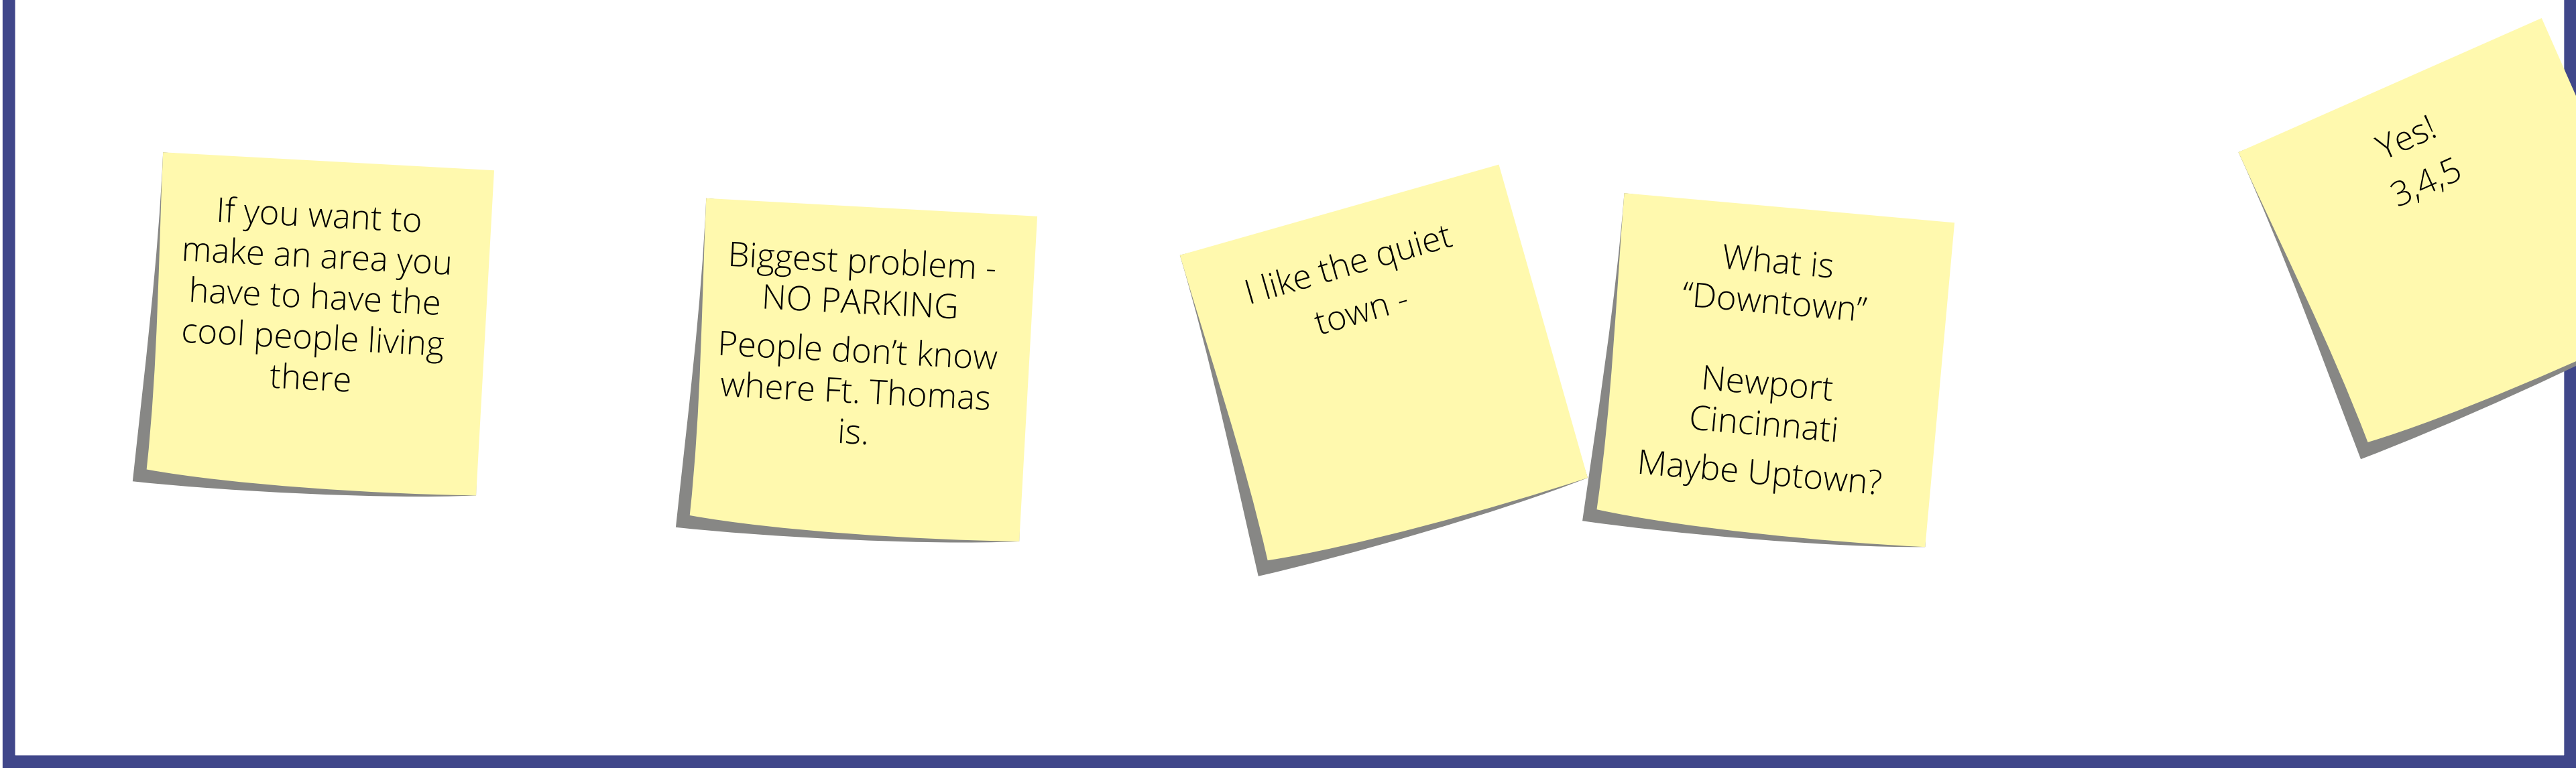 If you want to
make an area you
have to have the
cool people living
there
Biggest problem -
NO PARKING
People don’t know
where Ft. Thomas
is.
I like the quiet
town -
What is
“Downtown”
Newport
Cincinnati
Maybe Uptown?
Yes!
3,4,5